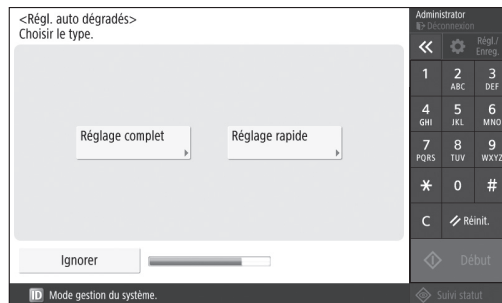 <Régl. auto dégradés>
Choisir le type.
Réglage complet
Réglage rapide
Ignorer
ID Mode gestion du système.
Administrator
Déconnexion
Régl./
Enreg.
1 2 3
ABC DEF
4 5 6
GHI JKL MNO
7 8 9
PQRS TUV WXYZ
* 0 #
C Réinit.
Début
Suivi statut